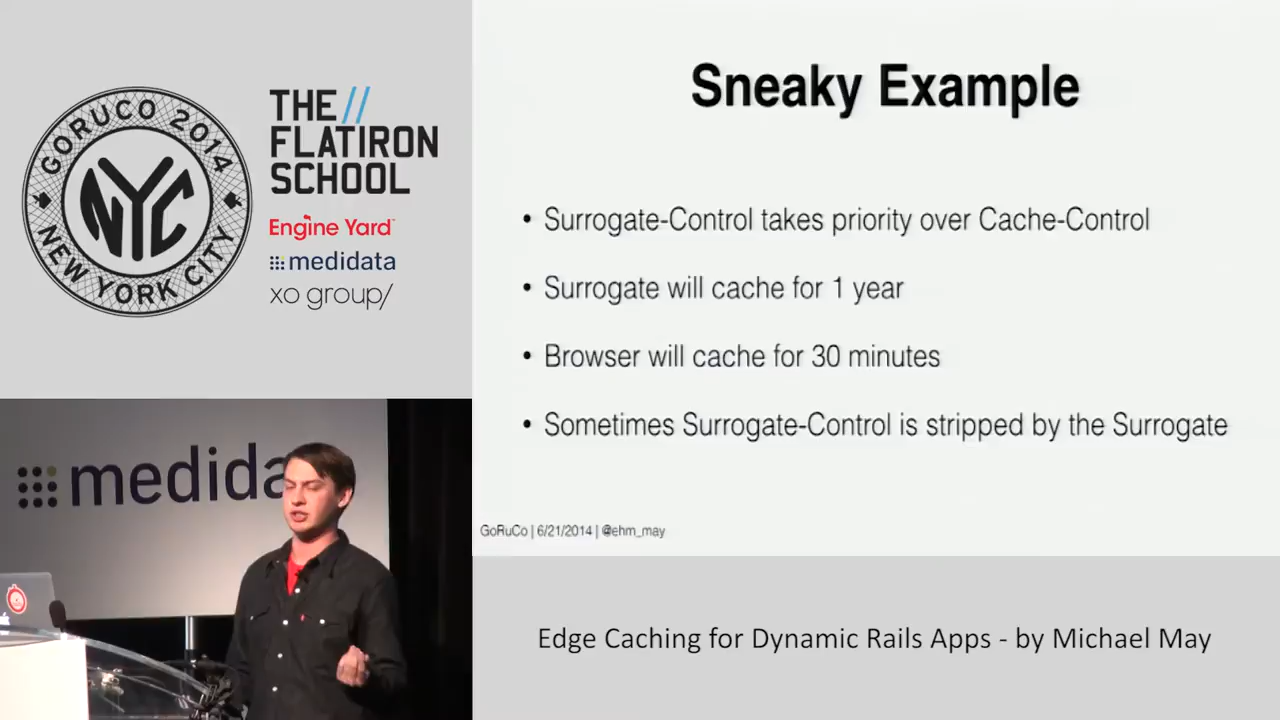 GORUCO 2014
NYC
NEW YORK CITY
THE //
FLATIRON
SCHOOL
Engine Yard
medidata
xo group/
Sneaky Example
• Surrogate-Control takes priority over Cache-Control
• Surrogate will cache for 1 year
• Browser will cache for 30 minutes
• Sometimes Surrogate-Control is stripped by the Surrogate
GoRuCo | 6/21/2014 | @ehm_may
medida
Edge Caching for Dynamic Rails Apps - by Michael May